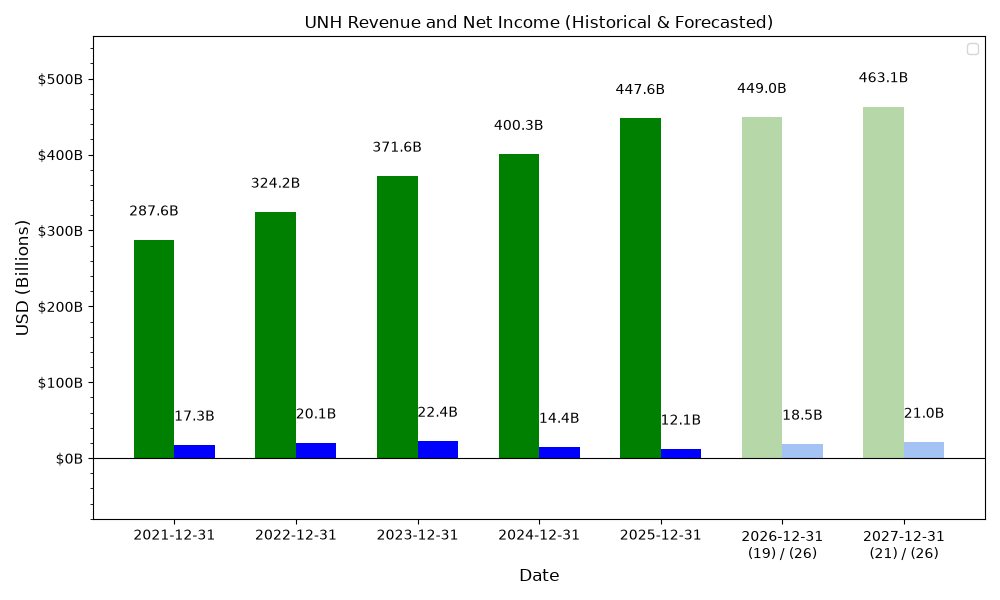 UNH Revenue and Net Income (Historical & Forecasted)
USD (Billions)
$500B
$400B
$300B
$200B
$100B
$0B
287.6B
17.3B
324.2B
20.1B
371.6B
22.4B
400.3B
14.4B
447.6B
12.1B
449.0B
18.5B
463.1B
21.0B
2021-12-31
2022-12-31
2023-12-31
2024-12-31
2025-12-31
2026-12-31
(19) / (26)
2027-12-31
(21) / (26)
Date